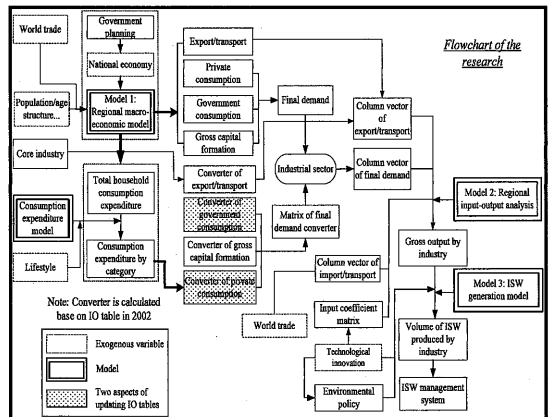 Flowchart of the
research
World trade
Government
planning
National economy
Population/age
structure...
Model 1:
Regional macro-
economic model
Core industry
Export/transport
Private
consumption
Government
consumption
Gross capital
formation
Final demand
Converter of
export/transport
Industrial sector
Column vector
of
export/transport
Column vector
of final demand
Total household
consumption
expenditure
Consumption
expenditure
model
Lifestyle
Consumption
expenditure by
category
Converter of
government
consumption
Converter of gross
capital formation
Converter of private
consumption
Matrix of final
demand converter
Model 2: Regional
input-output analysis
Gross output by
industry
Column vector of
import/transport
Model 3: ISW
generation model
World trade
Input coefficient
matrix
Technological
innovation
Environmental
policy
Volume of ISW
produced by
industry
ISW management
system
Note: Converter is calculated
base on IO table in 2002
Exogenous variable
Model
Two aspects of
updating IO tables